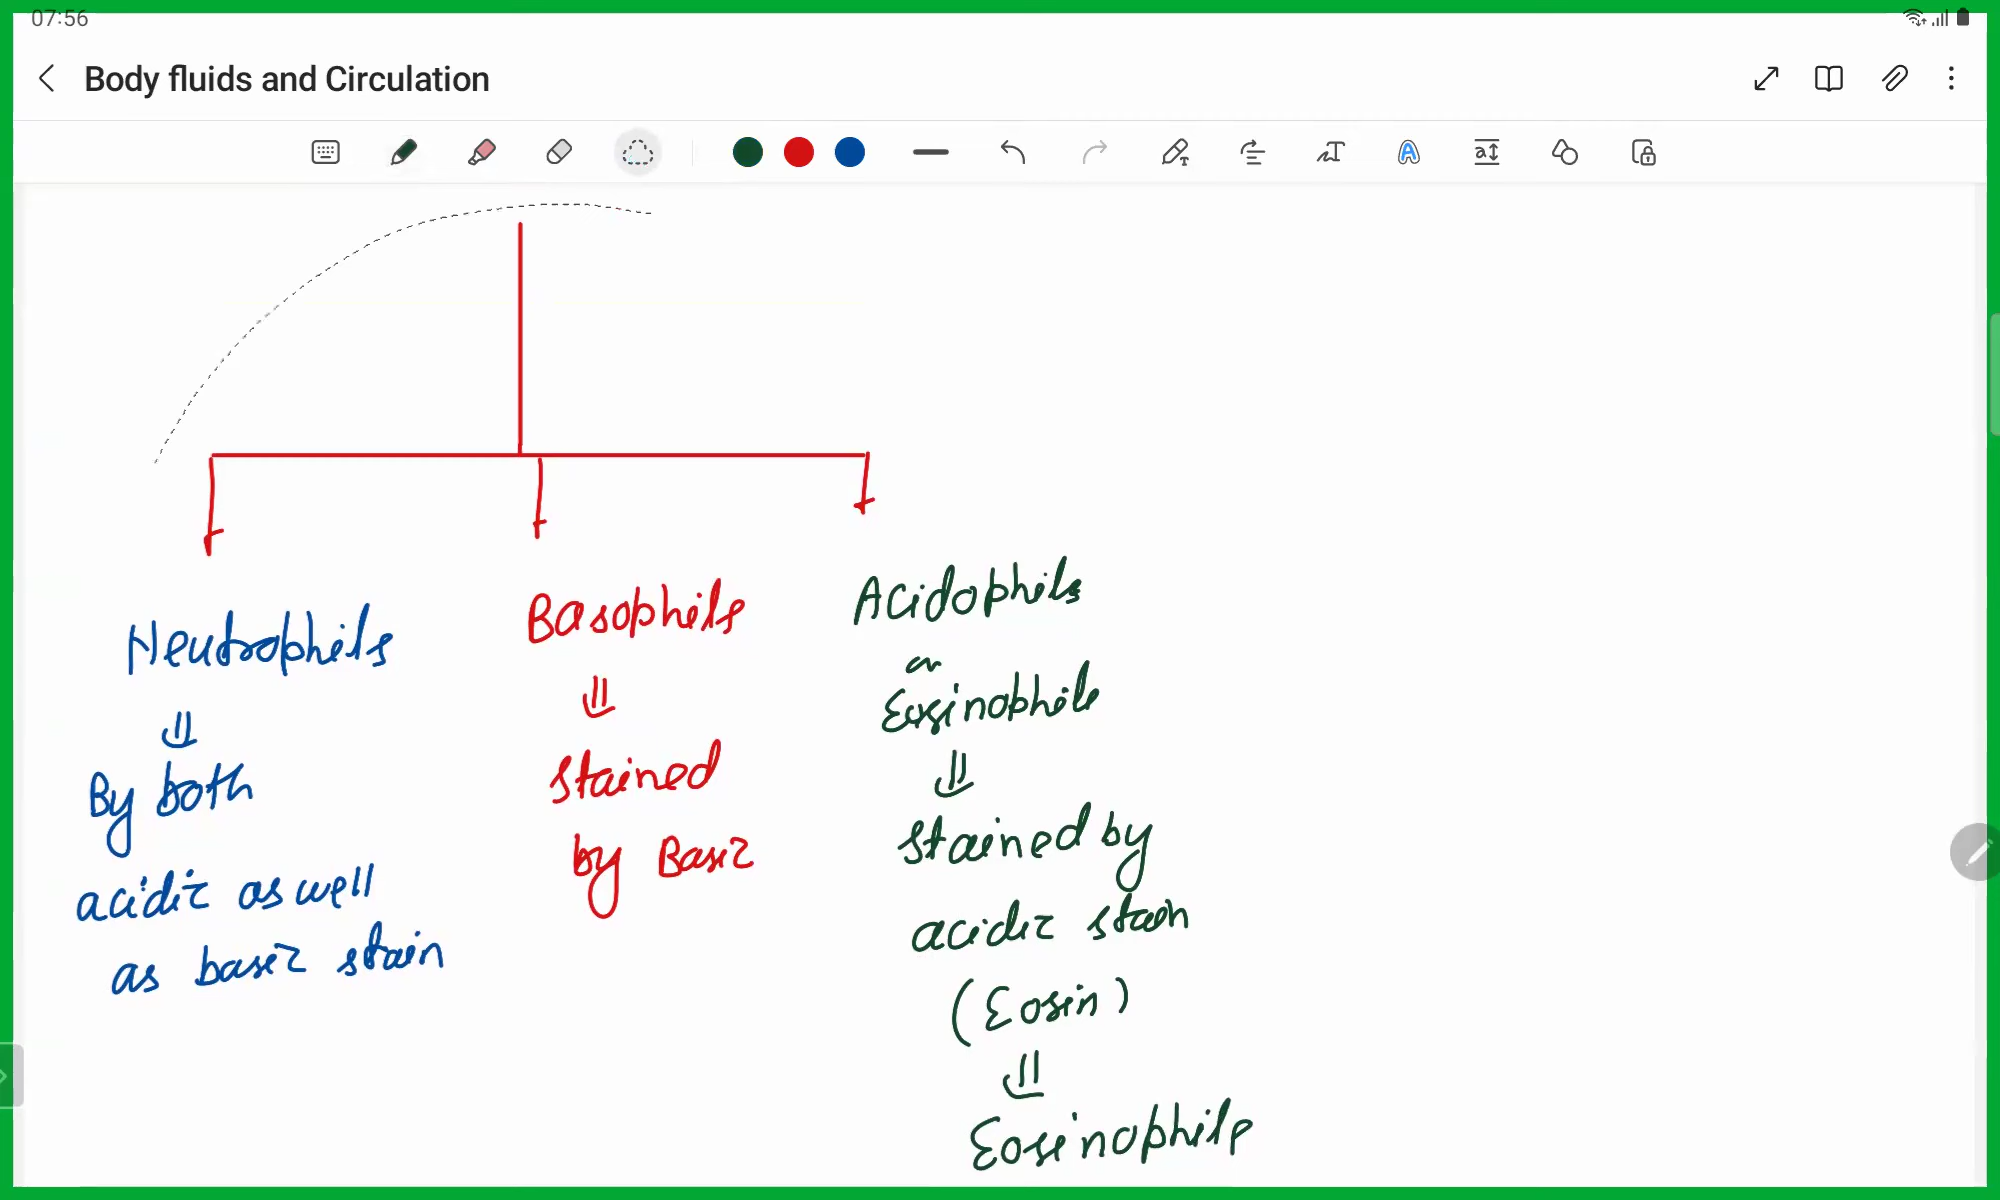 07:56
Body fluids and Circulation
Neutrophils
By both
acidic as well
as basic stain
Basophils
Stained
by Basic
Acidophils
or
Eosinophils
Stained by
acidic stain
(Eosin)
Eosinophils